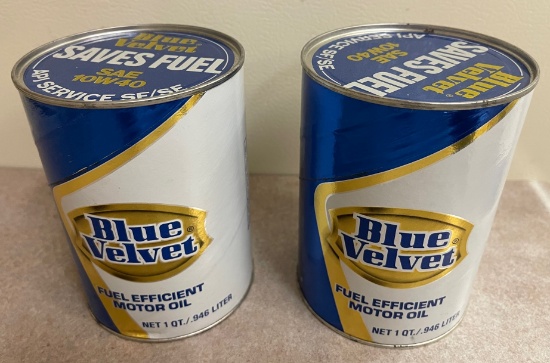 Blue
Velvet®
SAVES FUEL
SAE
10W40
API SERVICE SF/SE
Blue
Velvet®
FUEL EFFICIENT
MOTOR OIL
NET 1 QT./.946 LITER
Blue
Velvet®
SAVES FUEL
SAE
10W40
API SERVICE SF/SE
Blue
Velvet®
FUEL EFFICIENT
MOTOR OIL
NET 1 QT./.946 LITER